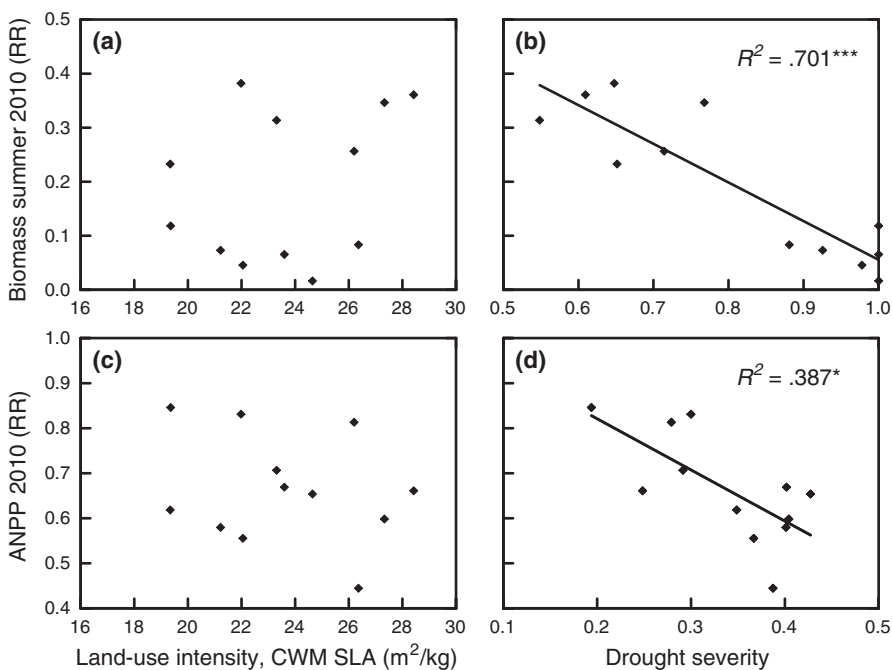 Biomass summer 2010 (RR)
0.5
0.4
0.3
0.2
0.1
0.0
(a)
16 18 20 22 24 26 28 30
(b)
R² = .701***
0.5 0.6 0.7 0.8 0.9 1.0
ANPP 2010 (RR)
1.0
0.9
0.8
0.7
0.6
0.5
0.4
(c)
16 18 20 22 24 26 28 30
Land-use intensity, CWM SLA (m²/kg)
(d)
R² = .387*
0.1 0.2 0.3 0.4 0.5
Drought severity